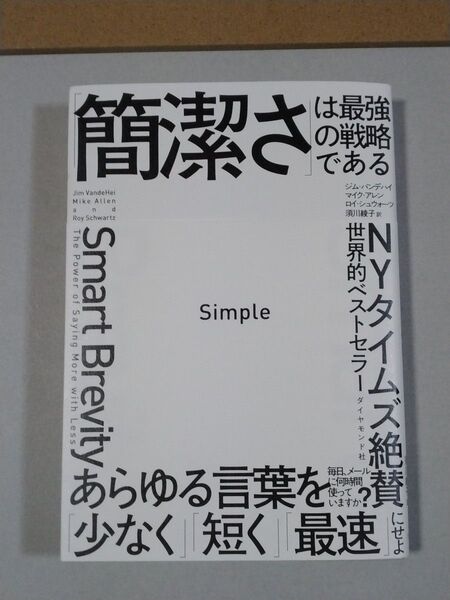 「簡潔さ」
は最強
の戦略
である
Jim VandeHei
Mike Allen
and
Roy Schwartz
ジム・バンデハイ
マイク・アレン
ロイ・シュウォーツ
須川綾子 訳
Smart Brevity
The Power of Saying More with Less
Simple
NYタイムズ絶賛
世界的ベストセラー
ダイヤモンド社
毎日、メール
に何時間
使って
いますか?
あらゆる言葉を
「少なく」「短く」「最速」にせよ